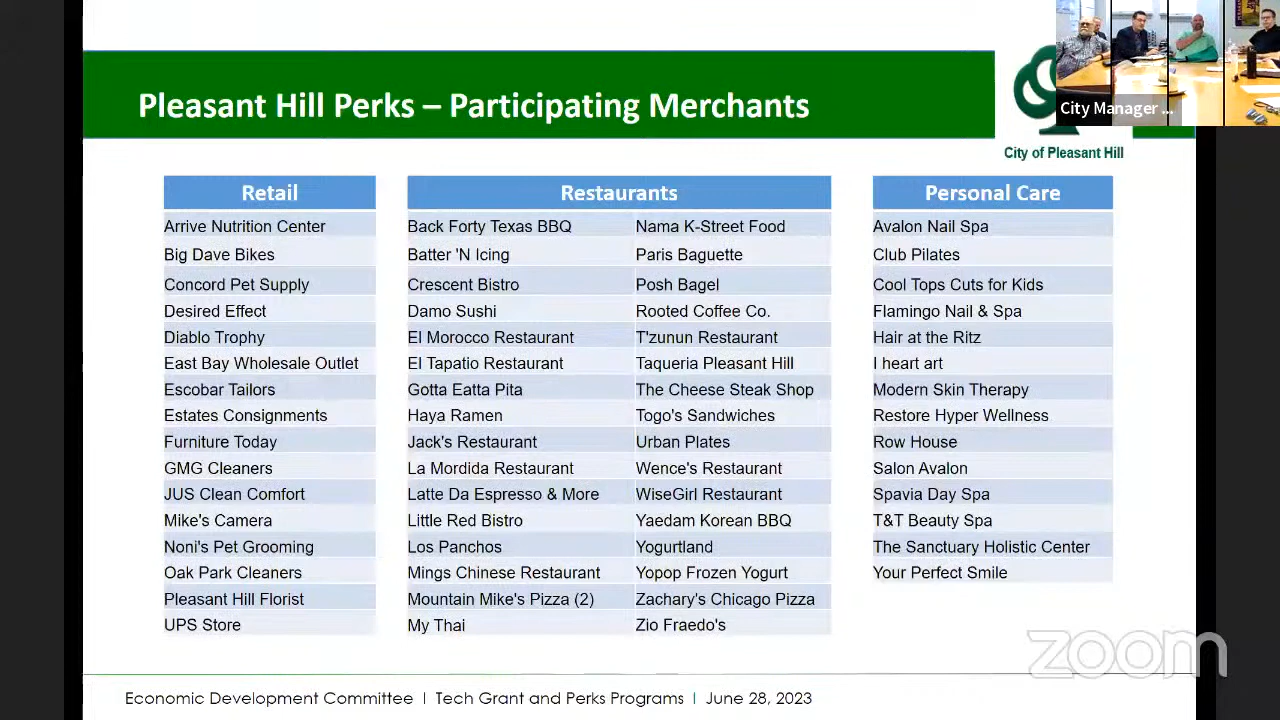 Pleasant Hill Perks – Participating Merchants
City Manager ...
City of Pleasant Hill
Retail
Arrive Nutrition Center
Big Dave Bikes
Concord Pet Supply
Desired Effect
Diablo Trophy
East Bay Wholesale Outlet
Escobar Tailors
Estates Consignments
Furniture Today
GMG Cleaners
JUS Clean Comfort
Mike's Camera
Noni's Pet Grooming
Oak Park Cleaners
Pleasant Hill Florist
UPS Store
Restaurants
Back Forty Texas BBQ
Batter 'N Icing
Crescent Bistro
Damo Sushi
El Morocco Restaurant
El Tapatio Restaurant
Gotta Eatta Pita
Haya Ramen
Jack's Restaurant
La Mordida Restaurant
Latte Da Espresso & More
Little Red Bistro
Los Panchos
Mings Chinese Restaurant
Mountain Mike's Pizza (2)
My Thai
Nama K-Street Food
Paris Baguette
Posh Bagel
Rooted Coffee Co.
T'zunun Restaurant
Taqueria Pleasant Hill
The Cheese Steak Shop
Togo's Sandwiches
Urban Plates
Wence's Restaurant
WiseGirl Restaurant
Yaedam Korean BBQ
Yogurtland
Yopop Frozen Yogurt
Zachary's Chicago Pizza
Zio Fraedo's
Personal Care
Avalon Nail Spa
Club Pilates
Cool Tops Cuts for Kids
Flamingo Nail & Spa
Hair at the Ritz
I heart art
Modern Skin Therapy
Restore Hyper Wellness
Row House
Salon Avalon
Spavia Day Spa
T&T Beauty Spa
The Sanctuary Holistic Center
Your Perfect Smile
zoom
Economic Development Committee | Tech Grant and Perks Programs | June 28, 2023